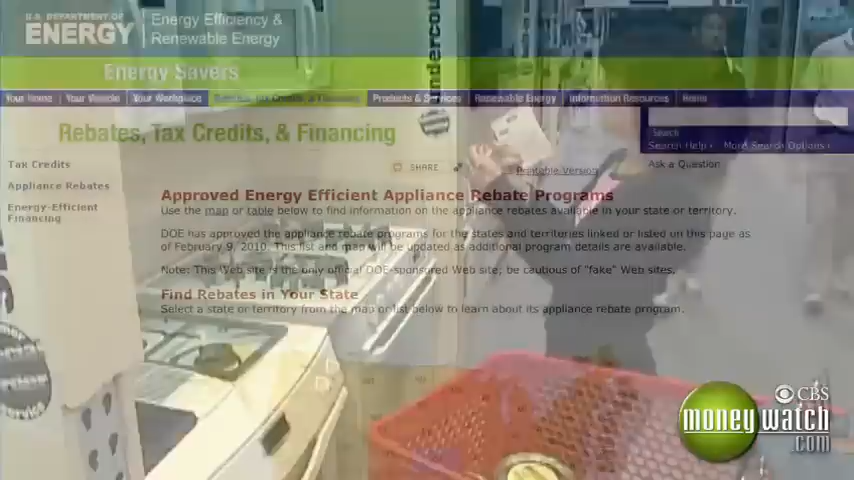 U.S. DEPARTMENT OF
ENERGY
Energy Efficiency &
Renewable Energy
Energy Savers
Your Home | Your Vehicle | Your Workplace
Products & Services
Renewable Energy
Information Resources
Home
Rebates, Tax Credits, & Financing
Search
Search Help
More Search Options
Tax Credits
SHARE
Printable Version
Ask a Question
Appliance Rebates
Energy-Efficient
Financing
Approved Energy Efficient Appliance Rebate Programs
Use the map or table below to find information on the appliance rebates available in your state or territory.
DOE has approved the appliance rebate programs for the states and territories linked or listed on this page as
of February 9, 2010. This list and map will be updated as additional program details are available.
Note: This Web site is the only official DOE-sponsored Web site; be cautious of "fake" Web sites.
Find Rebates in Your State
Select a state or territory from the map or list below to learn about its appliance rebate program.
CBS
moneywatch
.com